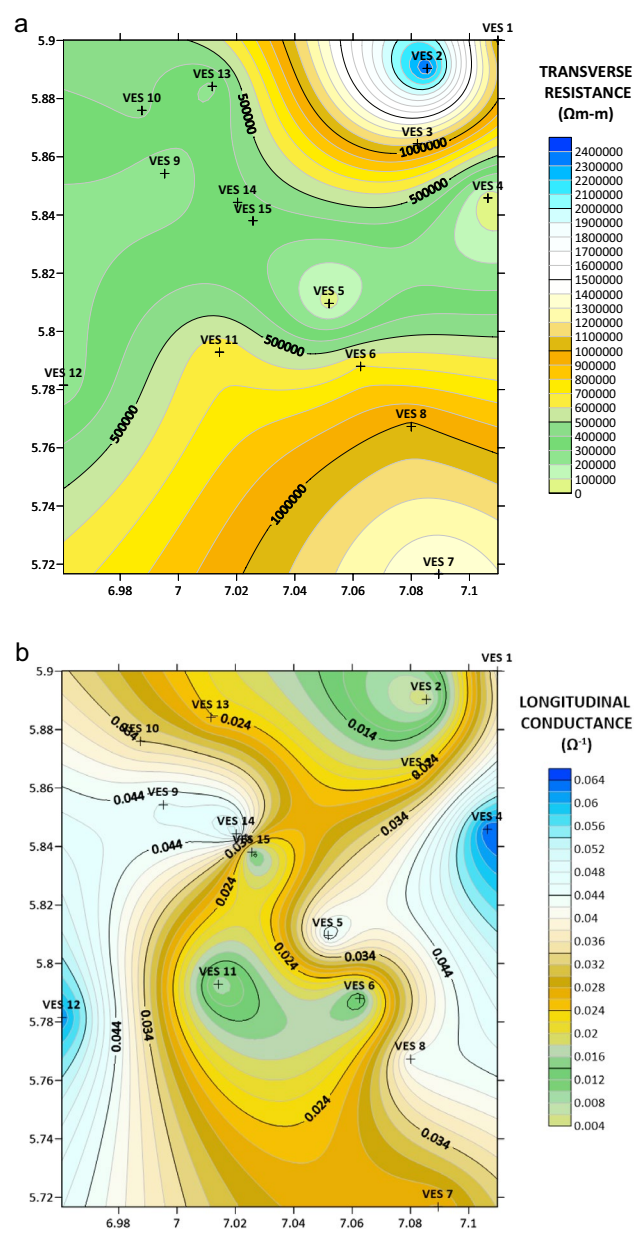 a
VES 1
5.9
VES 2
VES 13
5.88
VES 10
500000
VES 3
1000000
5.86
VES 9
500000
VES 4
VES 14
5.84
VES 15
5.82
VES 5
5.8
VES 11
500000
VES 6
VES 12
5.78
500000
VES 8
5.76
1000000
5.74
5.72
VES 7
6.98 7 7.02 7.04 7.06 7.08 7.1
TRANSVERSE
RESISTANCE
(Ωm-m)
2400000
2200000
2000000
1900000
1800000
1700000
1600000
1500000
1400000
1300000
1200000
1100000
1000000
900000
800000
700000
600000
500000
400000
300000
200000
100000
0
b
VES 1
5.9
VES 2
VES 13
0.024
0.014
5.88
VES 10
0.024
5.86
0.044
VES 9
VES 14
0.034
VES 4
5.84
0.044
VES 15
0.024
5.82
VES 5
0.024
0.034
0.044
5.8
VES 11
VES 6
VES 12
5.78
0.044
0.034
VES 8
5.76
0.024
0.034
5.74
5.72
VES 7
6.98 7 7.02 7.04 7.06 7.08 7.1
LONGITUDINAL
CONDUCTANCE
(Ω⁻¹)
0.064
0.06
0.056
0.052
0.048
0.044
0.04
0.036
0.034
0.028
0.024
0.02
0.016
0.012
0.008
0.004